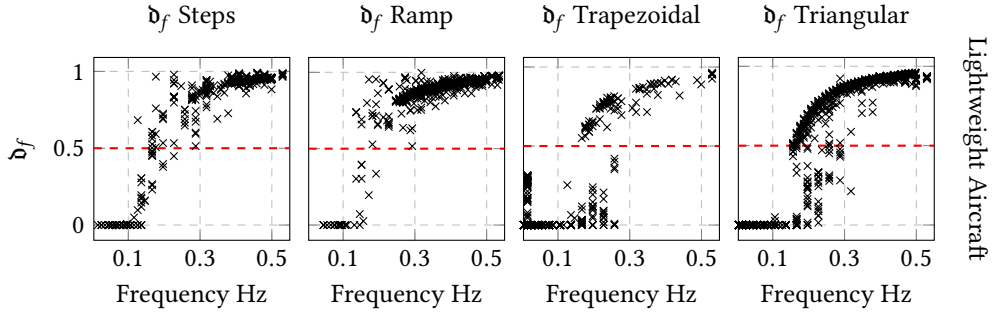 𝔡f Steps
𝔡f Ramp
𝔡f Trapezoidal
𝔡f Triangular
1
0.5
0
𝔡f
0.1 0.3 0.5
0.1 0.3 0.5
0.1 0.3 0.5
0.1 0.3 0.5
Frequency Hz
Frequency Hz
Frequency Hz
Frequency Hz
Lightweight Aircraft